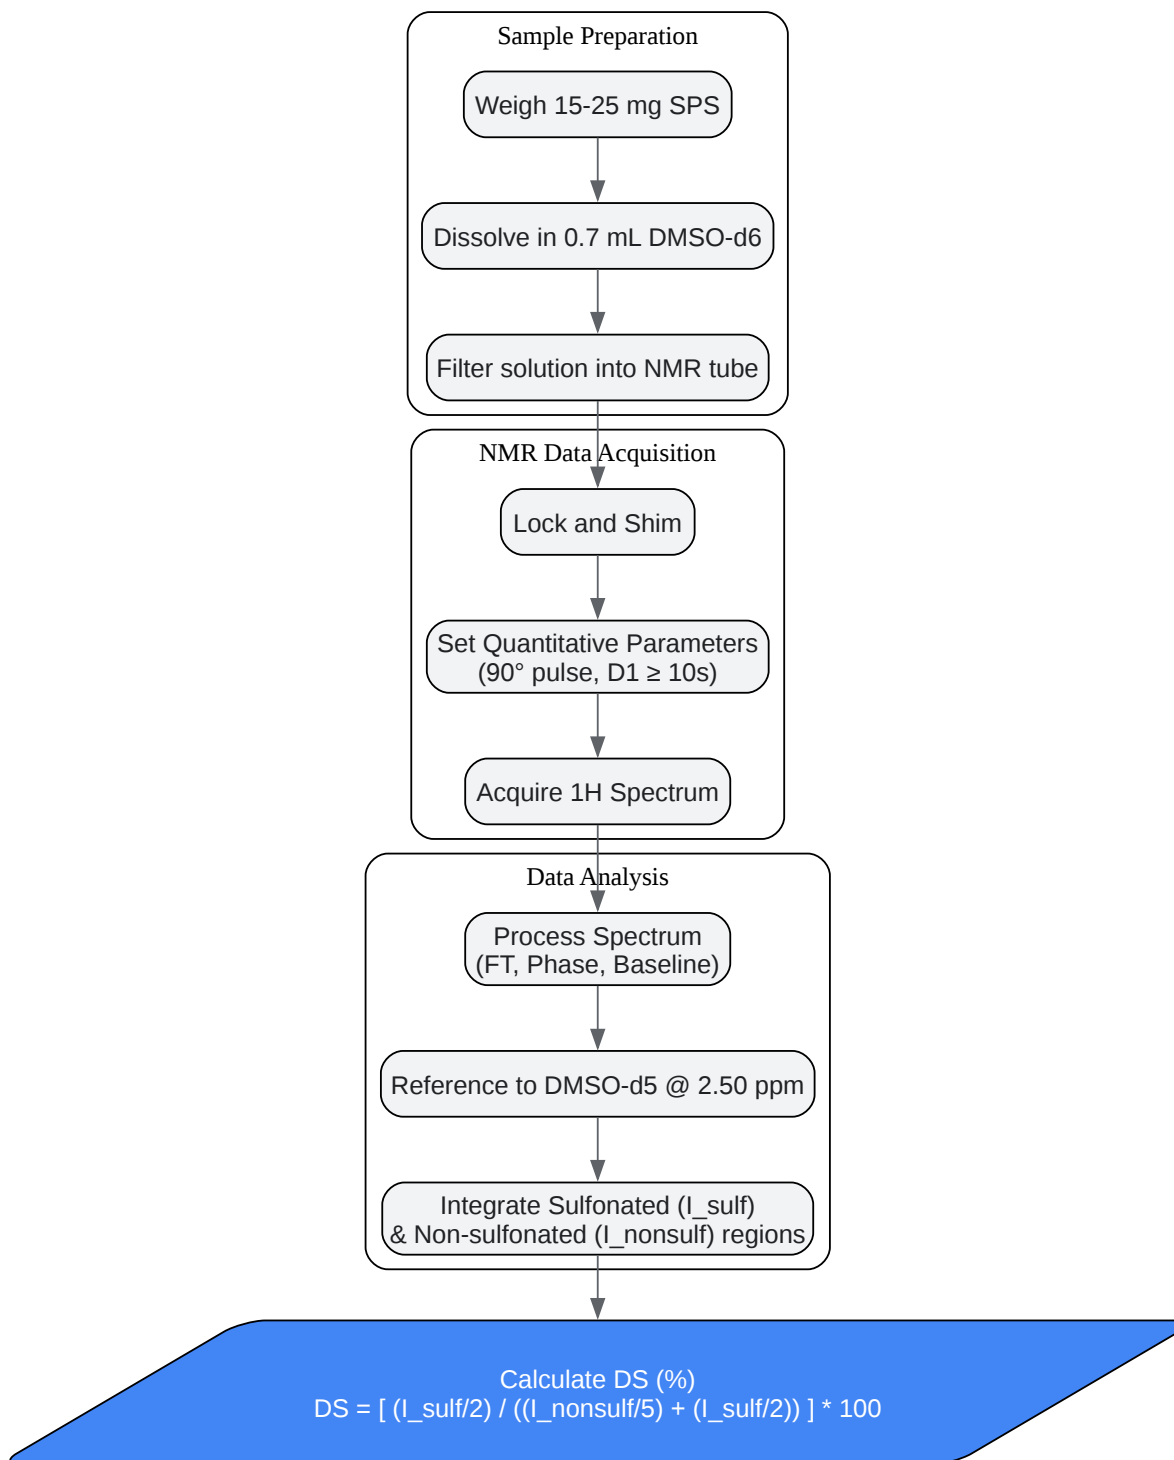 Sample Preparation
Weigh 15-25 mg SPS
Dissolve in 0.7 mL DMSO-d6
Filter solution into NMR tube
NMR Data Acquisition
Lock and Shim
Set Quantitative Parameters
(90° pulse, D1 ≥ 10s)
Acquire 1H Spectrum
Data Analysis
Process Spectrum
(FT, Phase, Baseline)
Reference to DMSO-d5 @ 2.50 ppm
Integrate Sulfonated (I_sulf)
& Non-sulfonated (I_nonsulf) regions
Calculate DS (%)
DS = [ (I_sulf/2) / ((I_nonsulf/5) + (I_sulf/2)) ] * 100